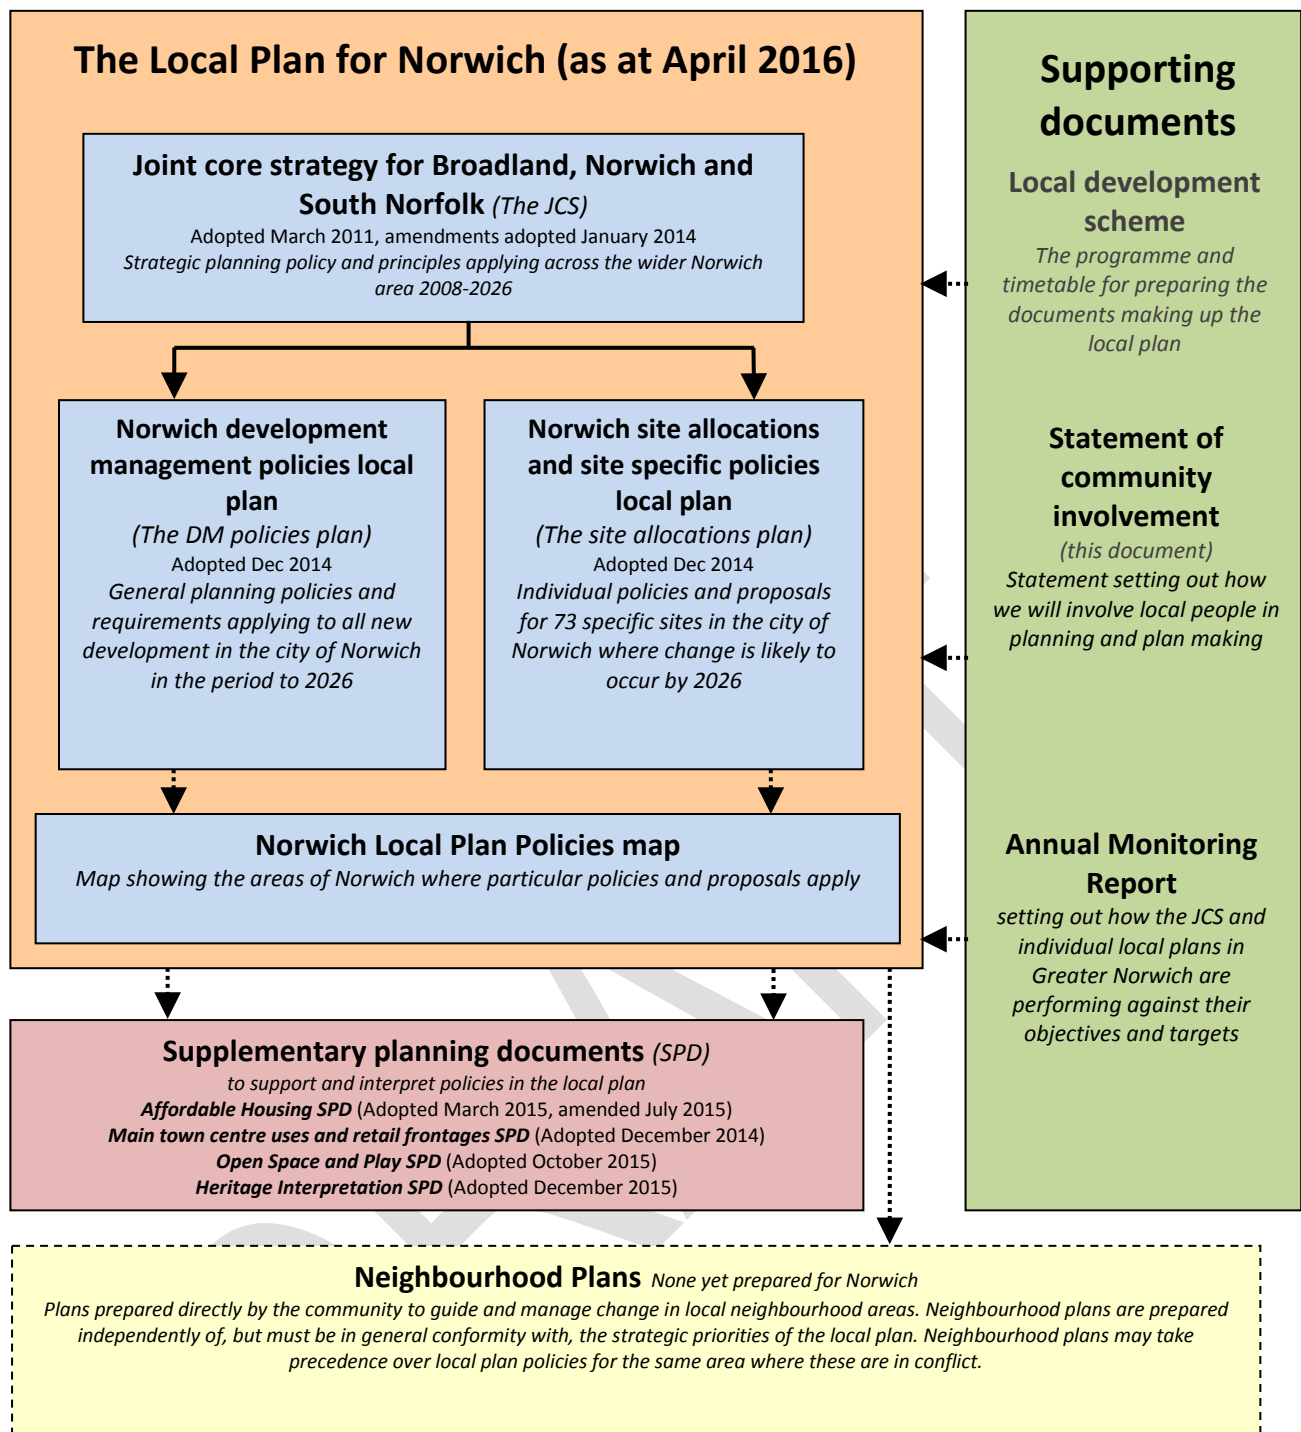 The Local Plan for Norwich (as at April 2016)
Joint core strategy for Broadland, Norwich and
South Norfolk (The JCS)
Adopted March 2011, amendments adopted January 2014
Strategic planning policy and principles applying across the wider Norwich
area 2008-2026
Norwich development
management policies local
plan
(The DM policies plan)
Adopted Dec 2014
General planning policies and
requirements applying to all new
development in the city of Norwich
in the period to 2026
Norwich site allocations
and site specific policies
local plan
(The site allocations plan)
Adopted Dec 2014
Individual policies and proposals
for 73 specific sites in the city of
Norwich where change is likely to
occur by 2026
Norwich Local Plan Policies map
Map showing the areas of Norwich where particular policies and proposals apply
Supporting
documents
Local development
scheme
The programme and
timetable for preparing the
documents making up the
local plan
Statement of
community
involvement
(this document)
Statement setting out how
we will involve local people in
planning and plan making
Annual Monitoring
Report
setting out how the JCS and
individual local plans in
Greater Norwich are
performing against their
objectives and targets
Supplementary planning documents (SPD)
to support and interpret policies in the local plan
Affordable Housing SPD (Adopted March 2015, amended July 2015)
Main town centre uses and retail frontages SPD (Adopted December 2014)
Open Space and Play SPD (Adopted October 2015)
Heritage Interpretation SPD (Adopted December 2015)
Neighbourhood Plans None yet prepared for Norwich
Plans prepared directly by the community to guide and manage change in local neighbourhood areas. Neighbourhood plans are prepared
independently of, but must be in general conformity with, the strategic priorities of the local plan. Neighbourhood plans may take
precedence over local plan policies for the same area where these are in conflict.